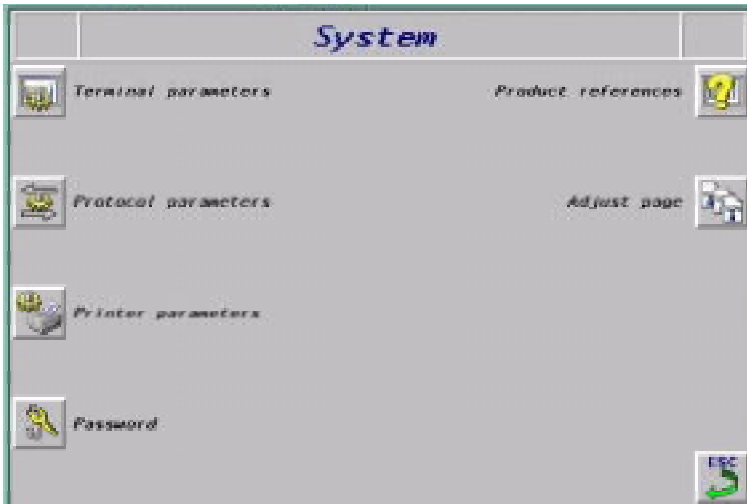 System
Terminal parameters
Product references
Protocol parameters
Adjust page
Printer parameters
Password
ESC